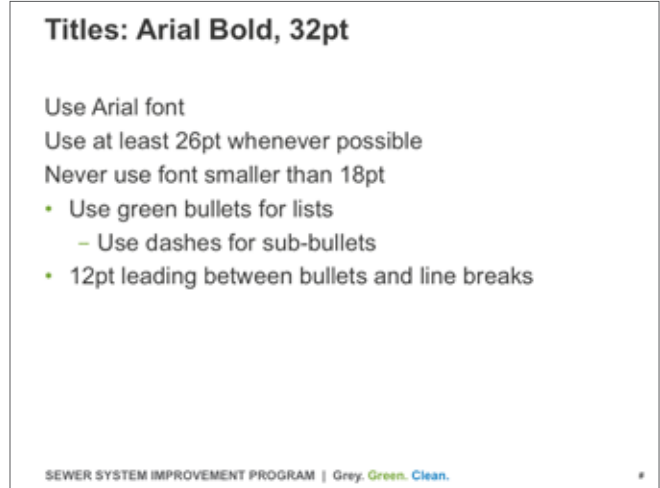 Titles: Arial Bold, 32pt
Use Arial font
Use at least 26pt whenever possible
Never use font smaller than 18pt
• Use green bullets for lists
– Use dashes for sub-bullets
• 12pt leading between bullets and line breaks
SEWER SYSTEM IMPROVEMENT PROGRAM | Grey. Green. Clean. #